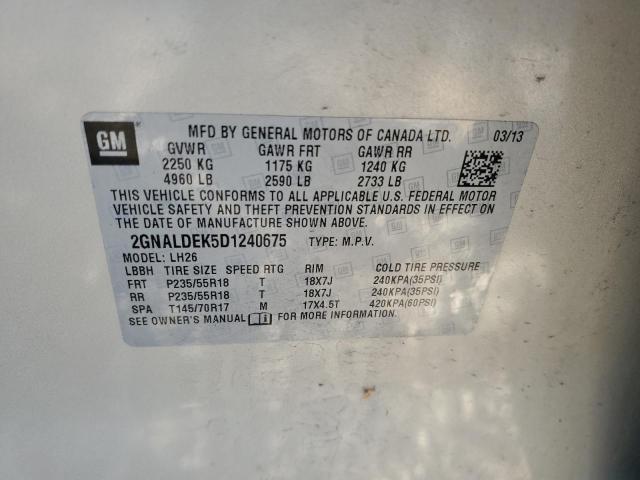 GM
MFD BY GENERAL MOTORS OF CANADA LTD. 03/13
GVWR GAWR FRT GAWR RR
2250 KG 1175 KG 1240 KG
4960 LB 2590 LB 2733 LB
THIS VEHICLE CONFORMS TO ALL APPLICABLE U.S. FEDERAL MOTOR
VEHICLE SAFETY AND THEFT PREVENTION STANDARDS IN EFFECT ON
THE DATE OF MANUFACTURE SHOWN ABOVE.
2GNALDEK5D1240675 TYPE: M.P.V.
MODEL: LH26
LBBH TIRE SIZE SPEED RTG RIM COLD TIRE PRESSURE
FRT P235/55R18 T 18X7J 240KPA(35PSI)
RR P235/55R18 T 18X7J 240KPA(35PSI)
SPA T145/70R17 M 17X4.5T 420KPA(60PSI)
SEE OWNER'S MANUAL FOR MORE INFORMATION.